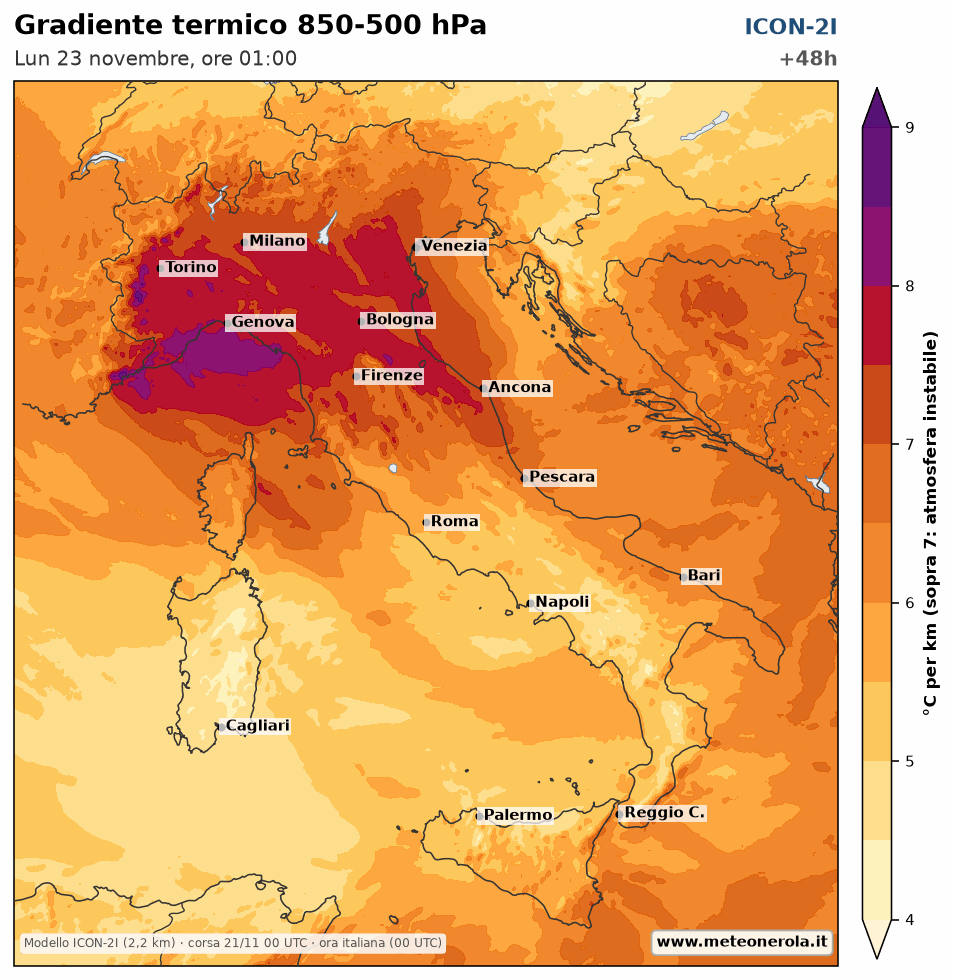 Gradiente termico 850-500 hPa
ICON-2I
Lun 23 novembre, ore 01:00
+48h
Milano
Venezia
Torino
Genova
Bologna
Firenze
Ancona
Pescara
Roma
Bari
Napoli
Cagliari
Palermo
Reggio C.
9
8
7
6
5
4
°C per km (sopra 7: atmosfera instabile)
Modello ICON-2I (2,2 km) · corsa 21/11 00 UTC · ora italiana (00 UTC)
www.meteonerola.it